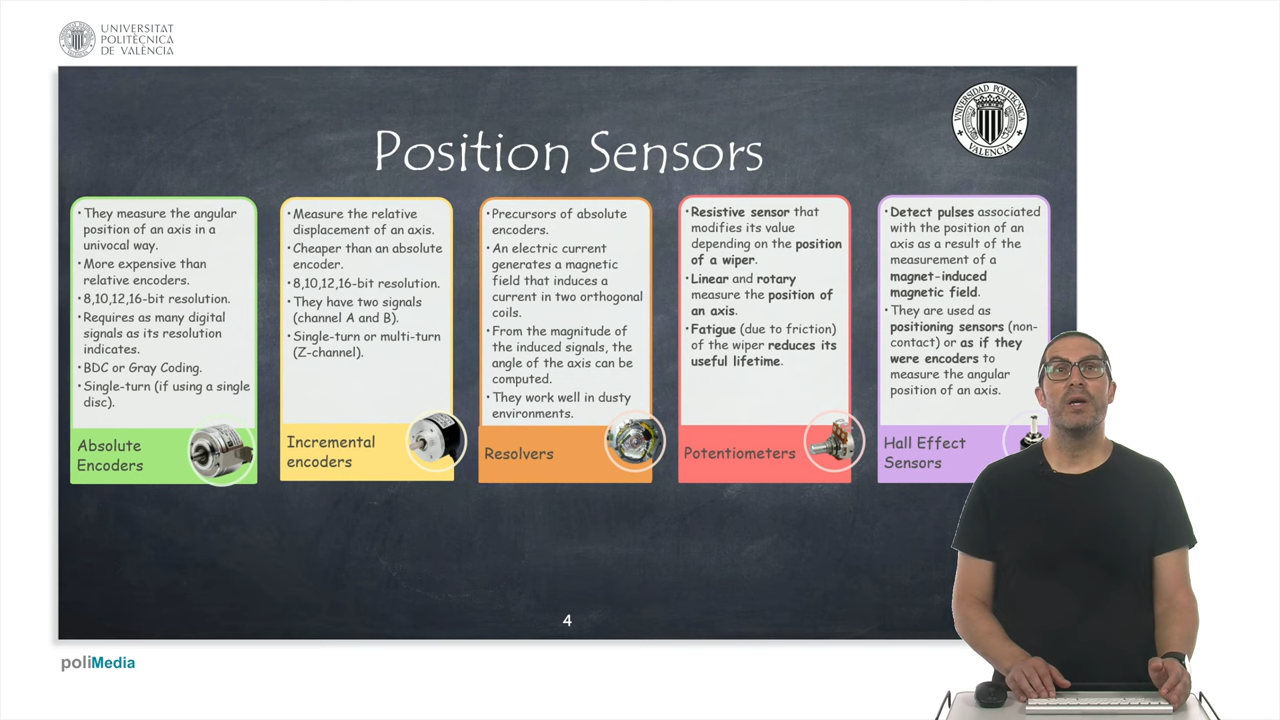 UNIVERSITAT
POLITÈCNICA
DE VALÈNCIA
UNIVERSIDAD POLITECNICA
VALENCIA
Position Sensors
• They measure the angular
position of an axis in a
univocal way.
• More expensive than
relative encoders.
• 8,10,12,16-bit resolution.
• Requires as many digital
signals as its resolution
indicates.
• BDC or Gray Coding.
• Single-turn (if using a single
disc).
Absolute
Encoders
• Measure the relative
displacement of an axis.
• Cheaper than an absolute
encoder.
• 8,10,12,16-bit resolution.
• They have two signals
(channel A and B).
• Single-turn or multi-turn
(Z-channel).
Incremental
encoders
• Precursors of absolute
encoders.
• An electric current
generates a magnetic
field that induces a
current in two orthogonal
coils.
• From the magnitude of
the induced signals, the
angle of the axis can be
computed.
• They work well in dusty
environments.
Resolvers
• Resistive sensor that
modifies its value
depending on the position
of a wiper.
• Linear and rotary
measure the position of
an axis.
• Fatigue (due to friction)
of the wiper reduces its
useful lifetime.
Potentiometers
• Detect pulses associated
with the position of an
axis as a result of the
measurement of a
magnet-induced
magnetic field.
• They are used as
positioning sensors (non-
contact) or as if they
were encoders to
measure the angular
position of an axis.
Hall Effect
Sensors
4
poliMedia